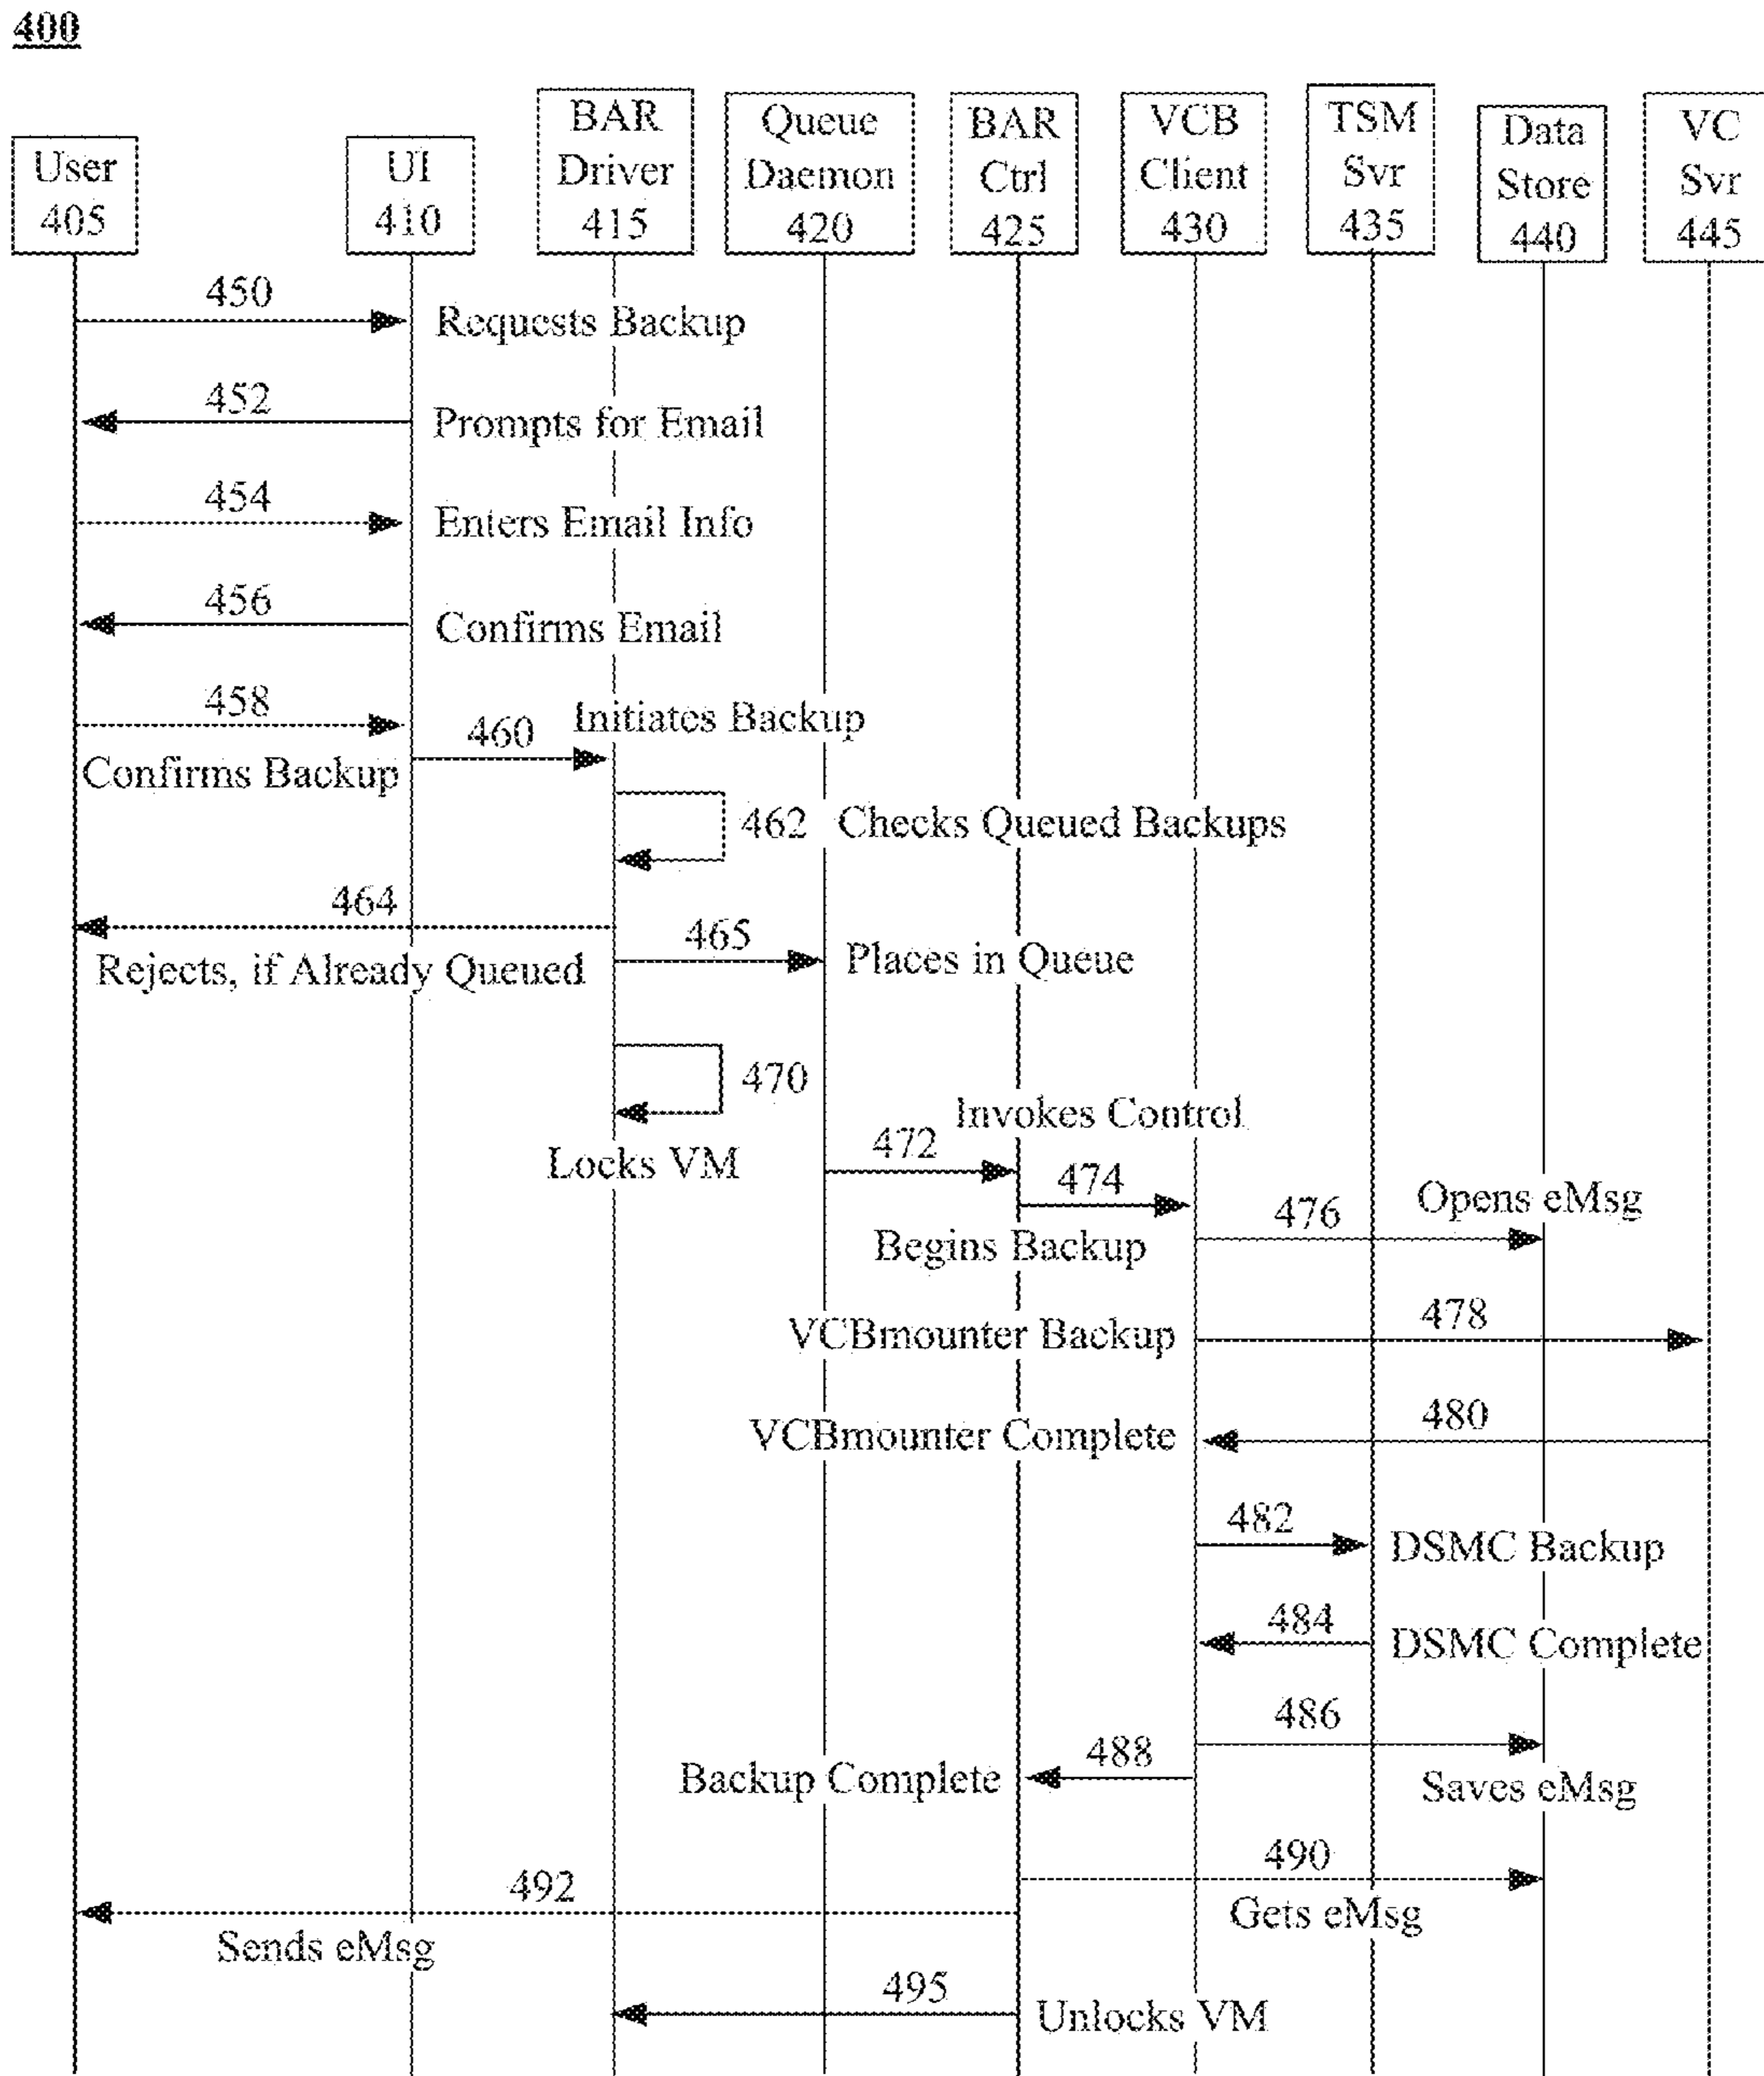 400
User
405
UI
410
BAR
Driver
415
Queue
Daemon
420
BAR
Ctrl
425
VCB
Client
430
TSM
Svr
435
Data
Store
440
VC
Svr
445
450
Requests Backup
452
Prompts for Email
454
Enters Email Info
456
Confirms Email
458
Confirms Backup
460
Initiates Backup
462 Checks Queued Backups
464
Rejects, if Already Queued
465
Places in Queue
470
Locks VM
472
Invokes Control
474
Begins Backup
476
Opens eMsg
478
VCBmounter Backup
480
VCBmounter Complete
482
DSMC Backup
484
DSMC Complete
486
Saves eMsg
488
Backup Complete
490
Gets eMsg
492
Sends eMsg
495
Unlocks VM